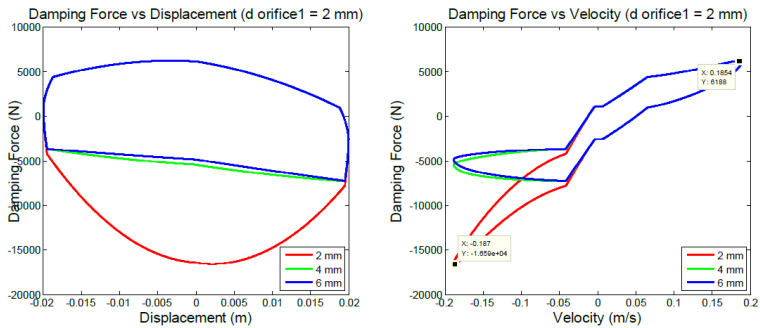 Damping Force vs Displacement (d orifice1 = 2 mm)
10000
5000
0
-5000
-10000
-15000
-20000
-0.02
-0.015
-0.01
-0.005
0
0.005
0.01
0.015
0.02
Damping Force (N)
Displacement (m)
2 mm
4 mm
6 mm
Damping Force vs Velocity (d orifice1 = 2 mm)
10000
5000
0
-5000
-10000
-15000
-20000
-0.2
-0.15
-0.1
-0.05
0
0.05
0.1
0.15
0.2
Damping Force (N)
Velocity (m/s)
X: 0.1854
Y: 6188
X: -0.187
Y: -1.659e+04
2 mm
4 mm
6 mm